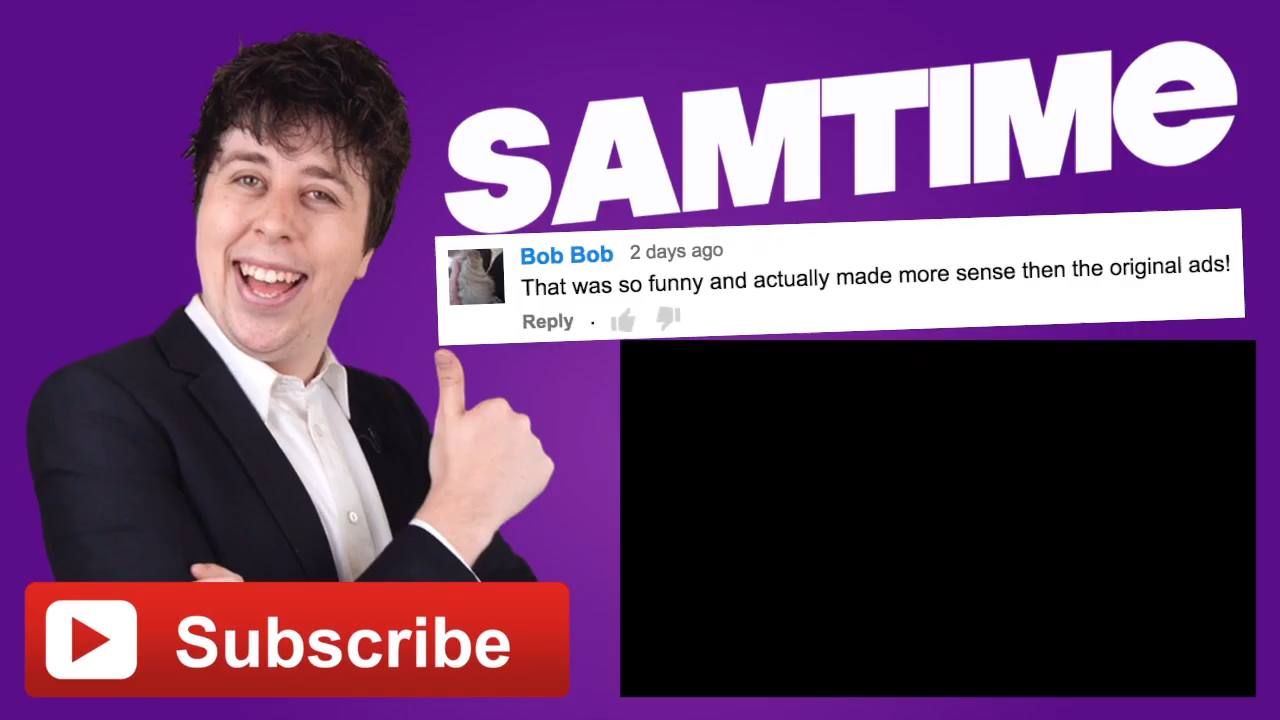 SAMTIMe
Bob Bob 2 days ago
That was so funny and actually made more sense then the original ads!
Reply ·
Subscribe